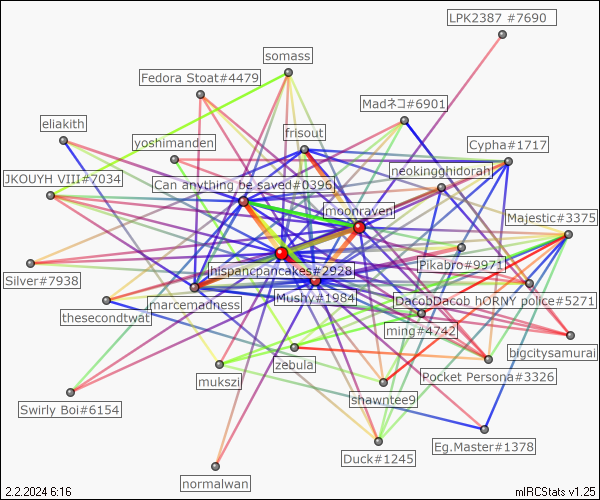 LPK2387 #7690
somass
Fedora Stoat#4479
Madネコ#6901
eliakith
frisout
yoshimanden
Cypha#1717
neokingghidorah
JKOUYH VIII#7034
Can anything be saved#0396
moonraven
Majestic#3375
Pikabro#9971
hispanicpancakes#2928
Silver#7938
Mushy#1984
DacobDacob hORNY police#5271
marcemadness
thesecondtwat
ming#4742
bigcitysamurai
zebula
mukszi
Pocket Persona#3326
shawntee9
Swirly Boi#6154
Eg.Master#1378
Duck#1245
normalwan
2.2.2024 6:16
mIRCStats v1.25